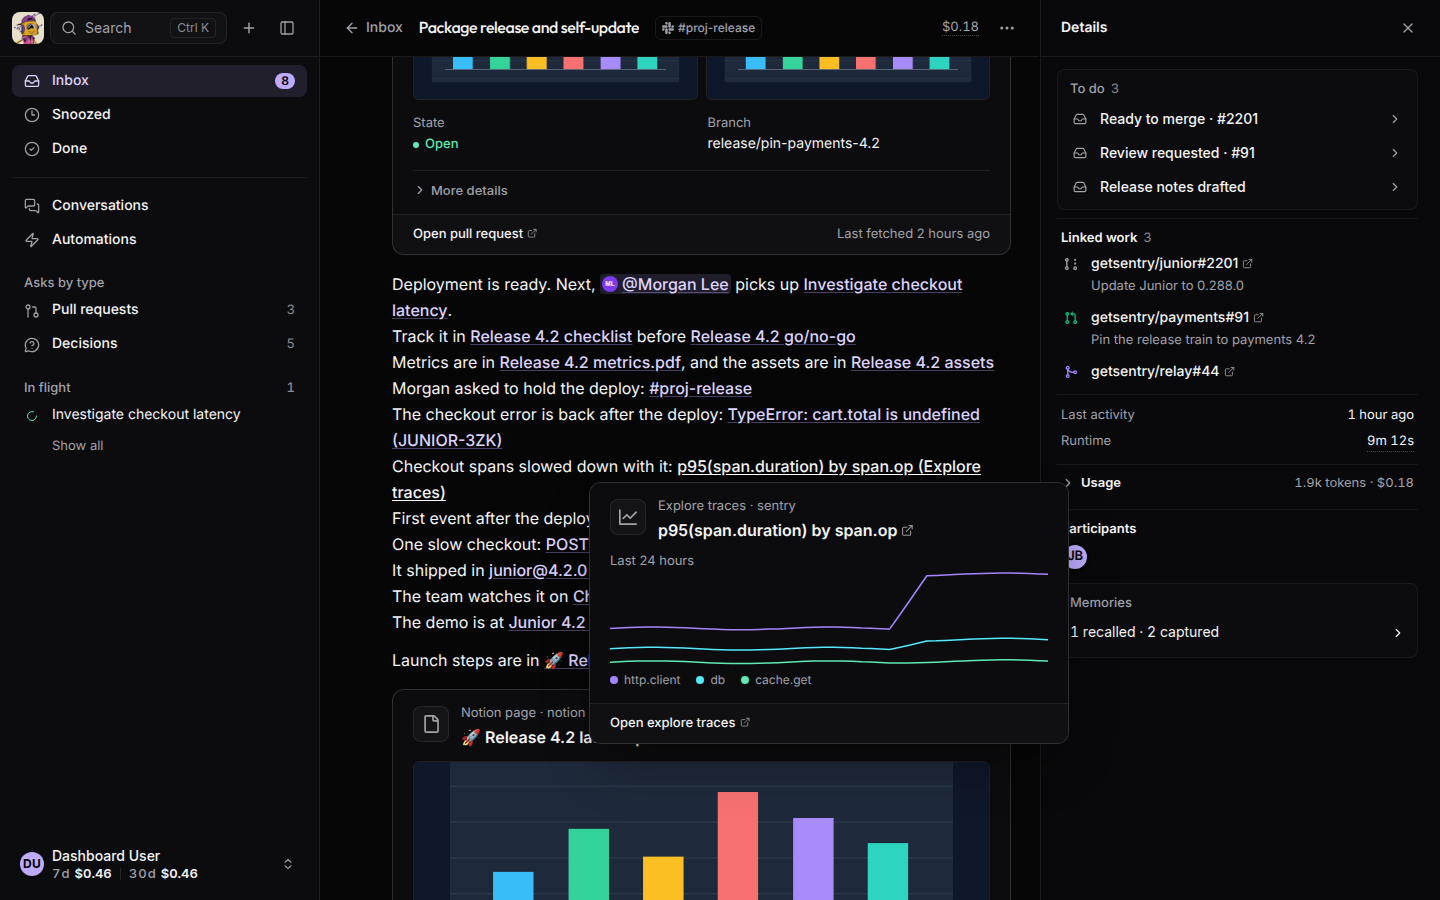 Search
Ctrl K
Inbox
8
Snoozed
Done
Conversations
Automations
Asks by type
Pull requests
3
Decisions
5
In flight
1
Investigate checkout latency
Show all
DU
Dashboard User
7d $0.46
30d $0.46
Inbox
Package release and self-update
#proj-release
$0.18
State
Open
Branch
release/pin-payments-4.2
More details
Open pull request
Last fetched 2 hours ago
Deployment is ready. Next, ML @Morgan Lee picks up Investigate checkout
latency.
Track it in Release 4.2 checklist before Release 4.2 go/no-go
Metrics are in Release 4.2 metrics.pdf, and the assets are in Release 4.2 assets
Morgan asked to hold the deploy: #proj-release
The checkout error is back after the deploy: TypeError: cart.total is undefined
(JUNIOR-3ZK)
Checkout spans slowed down with it: p95(span.duration) by span.op (Explore
traces)
First event after the deploy
One slow checkout: POST
It shipped in junior@4.2.0
The team watches it on
The demo is at Junior 4.2
Launch steps are in 🚀
Explore traces · sentry
p95(span.duration) by span.op
Last 24 hours
http.client
db
cache.get
Open explore traces
Notion page · notion
🚀 Release 4.2
Details
To do 3
Ready to merge · #2201
Review requested · #91
Release notes drafted
Linked work 3
getsentry/junior#2201
Update Junior to 0.288.0
getsentry/payments#91
Pin the release train to payments 4.2
getsentry/relay#44
Last activity
1 hour ago
Runtime
9m 12s
Usage
1.9k tokens · $0.18
articipants
JB
Memories
1 recalled · 2 captured